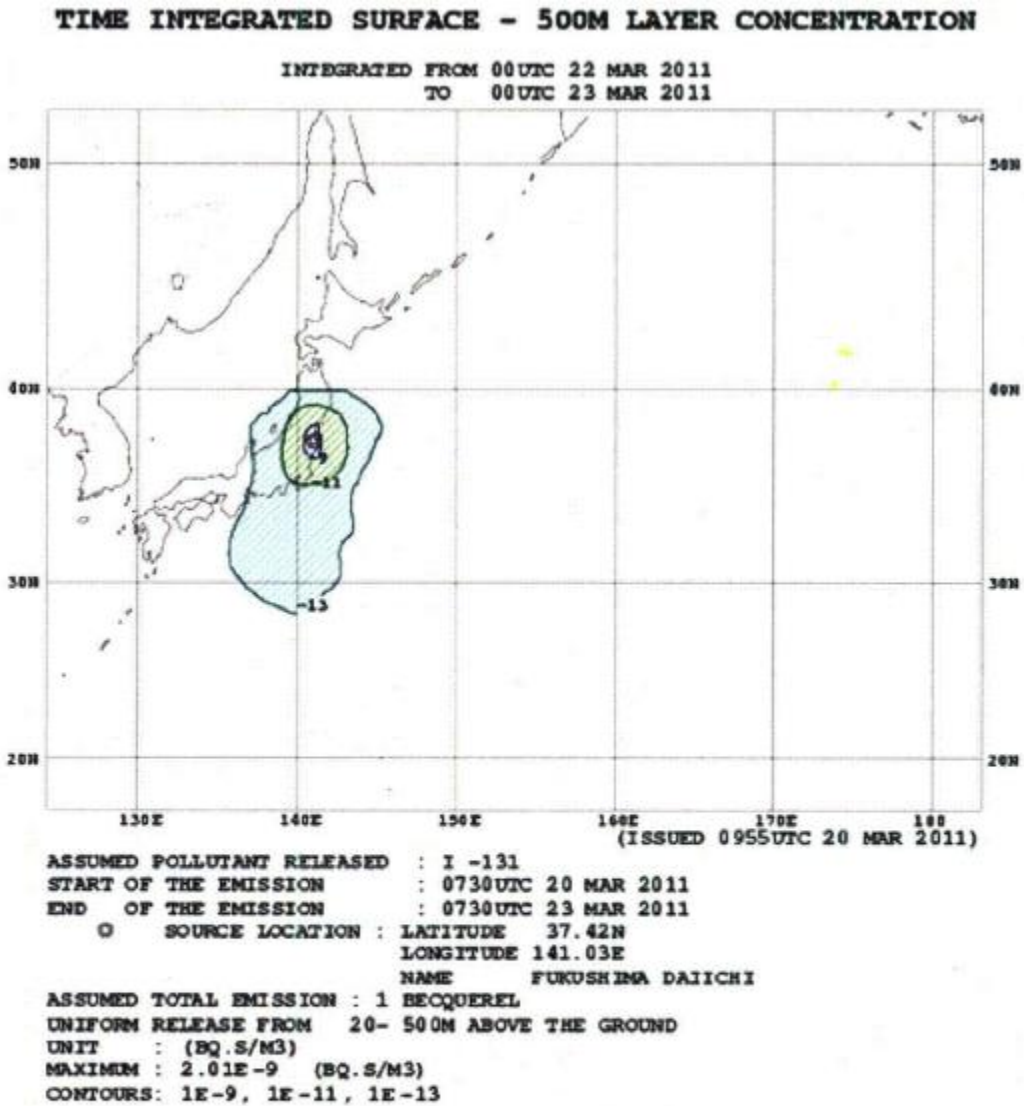 TIME INTEGRATED SURFACE - 500M LAYER CONCENTRATION
INTEGRATED FROM 00UTC 22 MAR 2011
TO 00UTC 23 MAR 2011
50N 50N
40N 40N
-11
30N 30N
-13
20N 20N
130E 140E 150E 160E 170E 180
(ISSUED 0955UTC 20 MAR 2011)
ASSUMED POLLUTANT RELEASED : I -131
START OF THE EMISSION : 0730UTC 20 MAR 2011
END OF THE EMISSION : 0730UTC 23 MAR 2011
SOURCE LOCATION : LATITUDE 37.42N
LONGITUDE 141.03E
NAME FUKUSHIMA DAIICHI
ASSUMED TOTAL EMISSION : 1 BECQUEREL
UNIFORM RELEASE FROM 20- 500M ABOVE THE GROUND
UNIT : (BQ.S/M3)
MAXIMUM : 2.01E-9 (BQ.S/M3)
CONTOURS: 1E-9, 1E-11, 1E-13